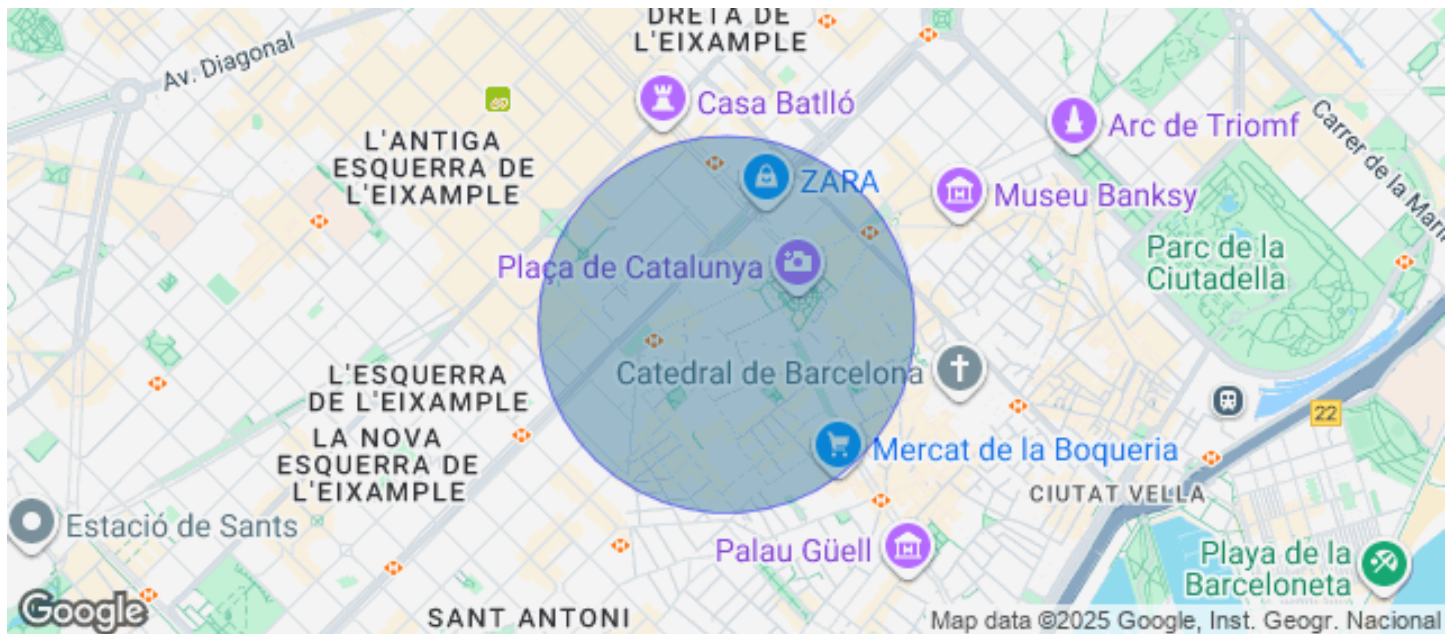 DRETA DE
L'EIXAMPLE
Av. Diagonal
Casa Batlló
Arc de Triomf
Carrer de la Mari
L'ANTIGA
ESQUERRA DE
L'EIXAMPLE
ZARA
Museu Banksy
Plaça de Catalunya
Parc de la
Ciutadella
L'ESQUERRA
DE L'EIXAMPLE
Catedral de Barcelona
22
LA NOVA
ESQUERRA DE
L'EIXAMPLE
Mercat de la Boqueria
CIUTAT VELLA
Estació de Sants
Palau Güell
Playa de la
Barceloneta
Google
SANT ANTONI
Map data ©2025 Google, Inst. Geogr. Nacional